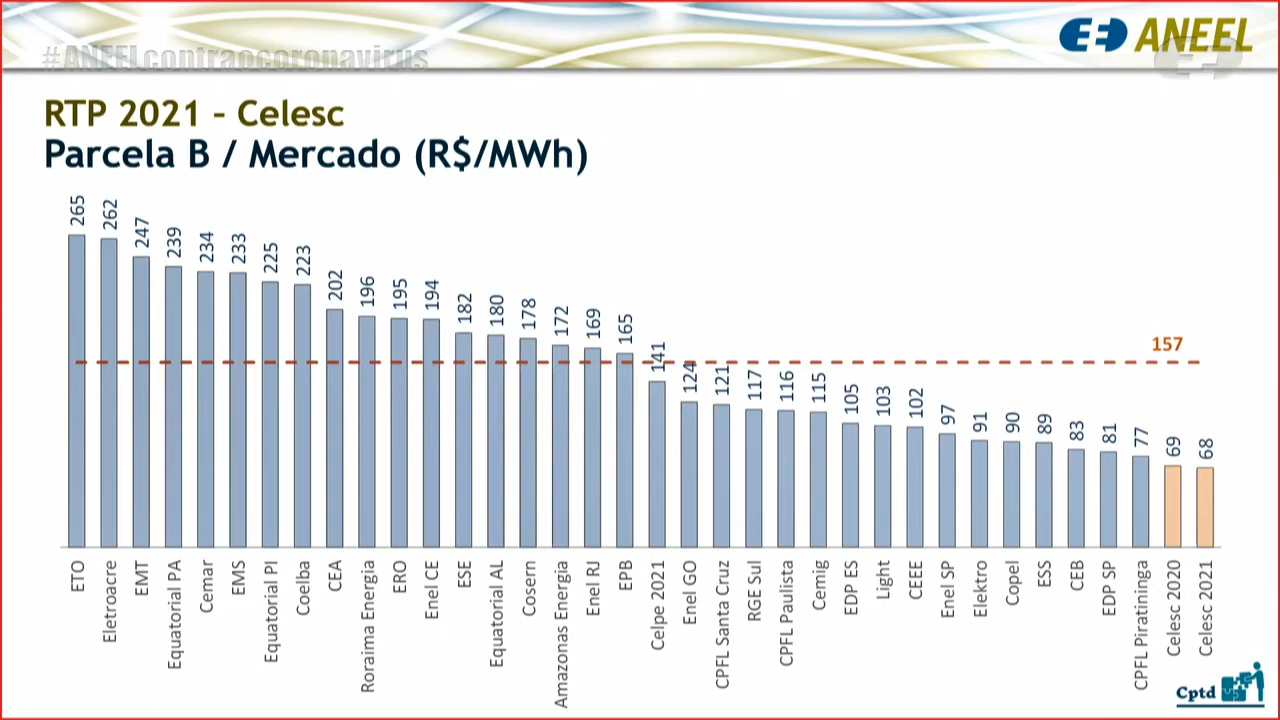 #ANEELcontraocoronavirus
ANEEL
RTP 2021 – Celesc
Parcela B / Mercado (R$/MWh)
265
262
247
239
234
233
225
223
202
196
195
194
182
180
178
172
169
165
141
124
121
117
116
115
105
103
102
97
91
90
89
83
81
77
69
68
157
ETO
Eletroacre
EMT
Equatorial PA
Cemar
EMS
Equatorial PI
Coelba
CEA
Roraima Energia
ERO
Enel CE
ESE
Equatorial AL
Cosern
Amazonas Energia
Enel RJ
EPB
Celpe 2021
Enel GO
CPFL Santa Cruz
RGE Sul
CPFL Paulista
Cemig
EDP ES
Light
CEEE
Enel SP
Elektro
Copel
ESS
CEB
EDP SP
CPFL Piratininga
Celesc 2020
Celesc 2021
Cptd